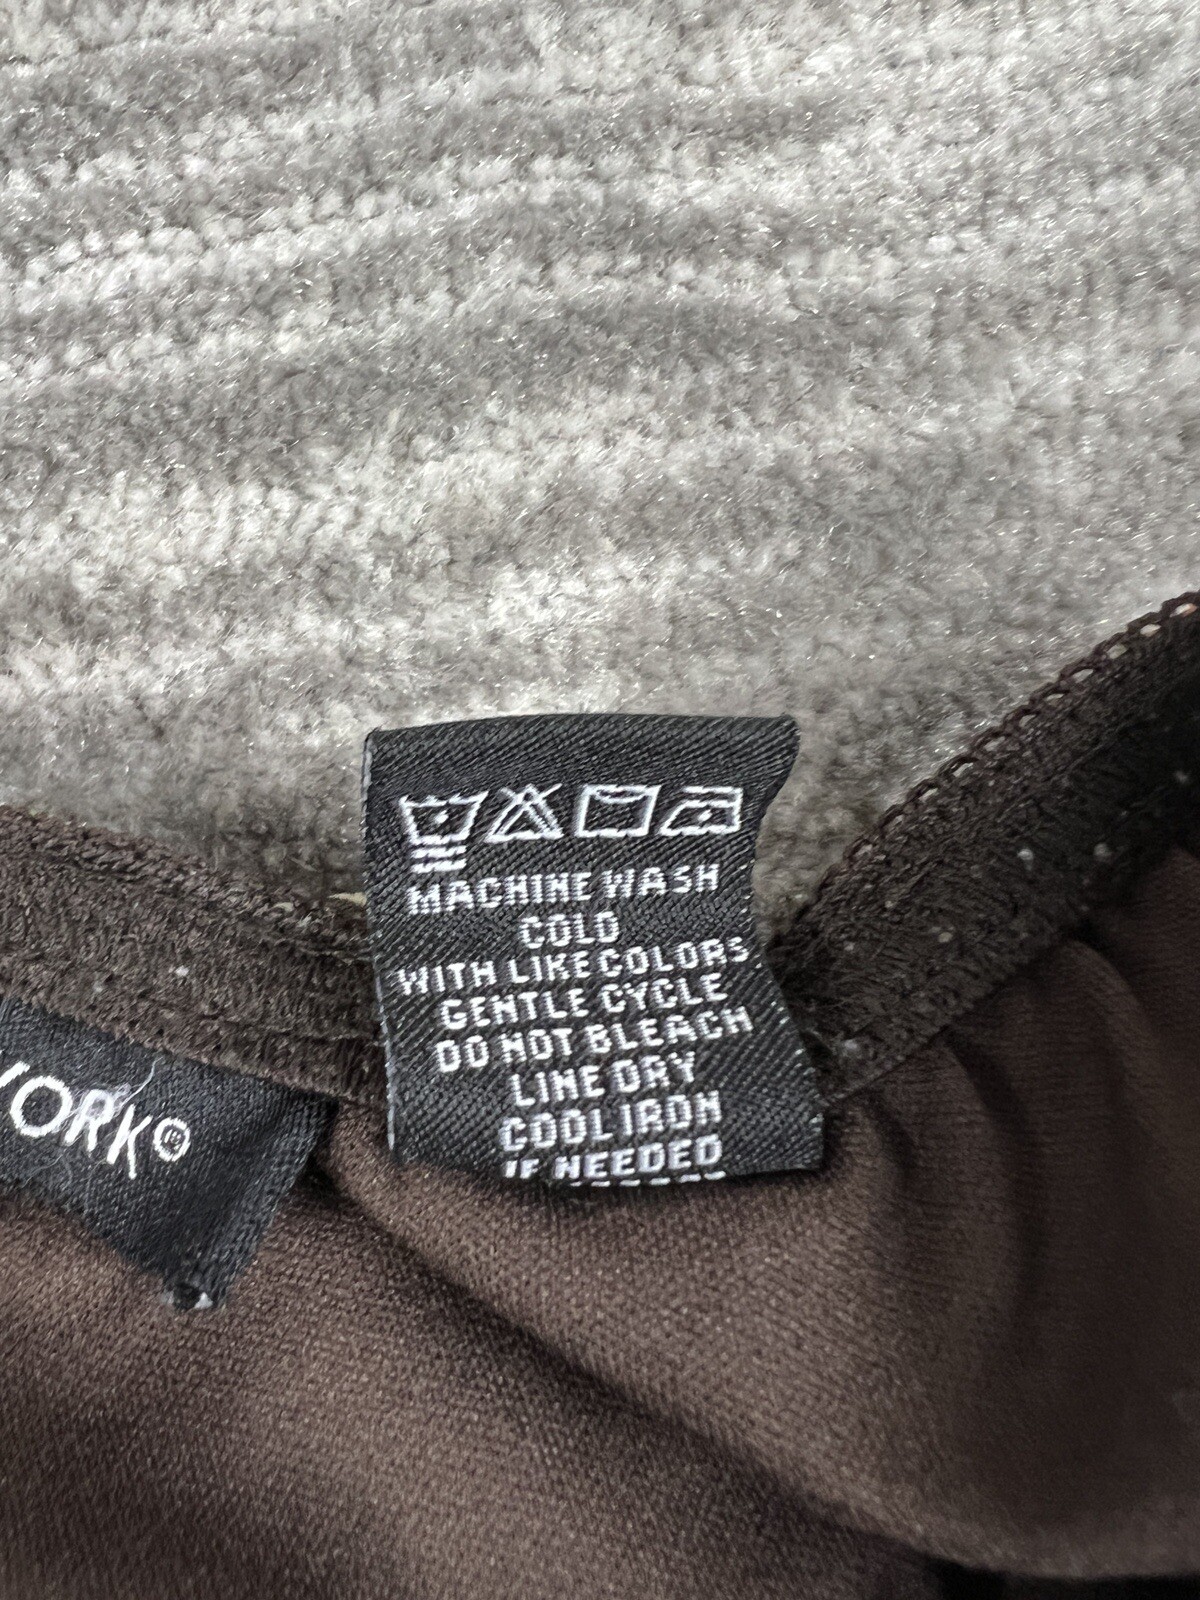 MACHINE WASH
COLD
WITH LIKE COLORS
GENTLE CYCLE
DO NOT BLEACH
LINE DRY
COOL IRON
IF NEEDED
YORK©